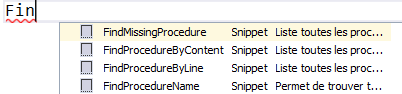 Fin
FindMissingProcedure Snippet Liste toutes les proc...
FindProcedureByContent Snippet Liste toutes les proc...
FindProcedureByLine Snippet Liste toutes les proc...
FindProcedureName Snippet Permet de trouver t...